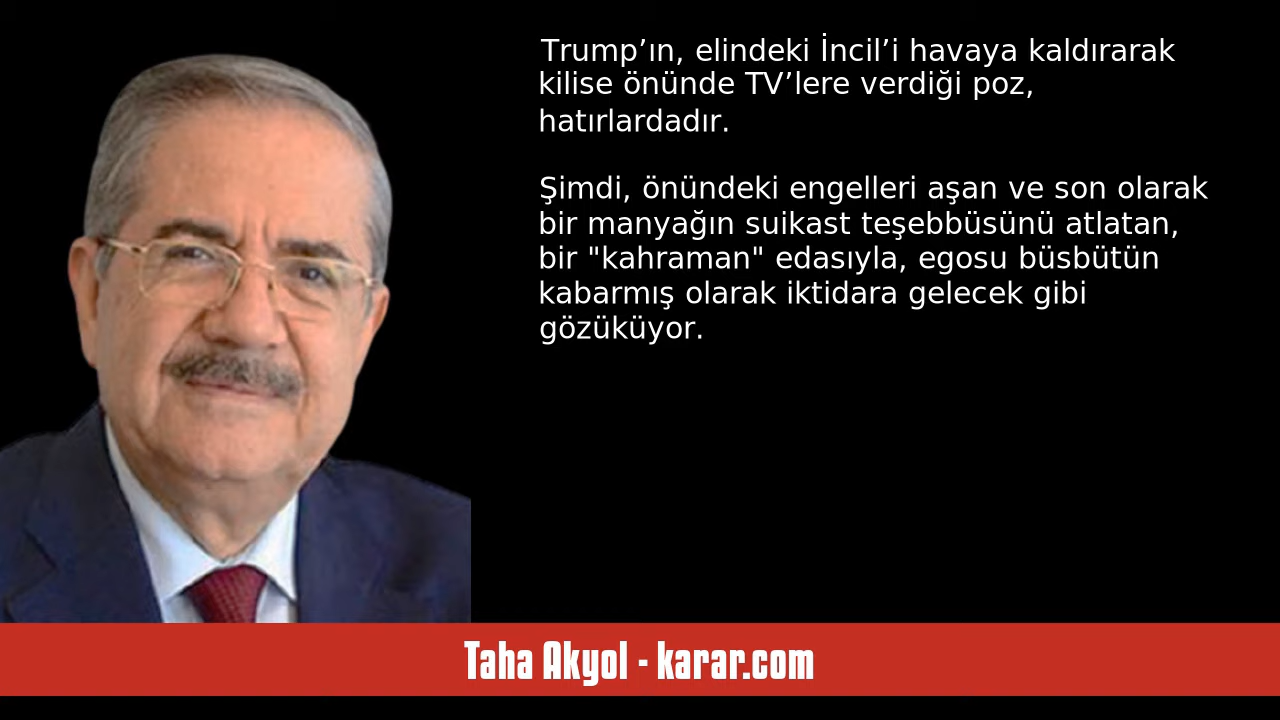 Trump’ın, elindeki İncil’i havaya kaldırarak
kilise önünde TV’lere verdiği poz,
hatırlardadır.
Şimdi, önündeki engelleri aşan ve son olarak
bir manyağın suikast teşebbüsünü atlatan,
bir "kahraman" edasıyla, egosu büsbütün
kabarmış olarak iktidara gelecek gibi
gözüküyor.
Taha Akyol - karar.com